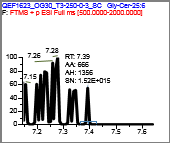 QEF1623_OG30_T3-250-0-3_SC Gly-Cer-25:6
F: FTMS + p ESI Full ms [500.0000-2000.0000]
7.28
7.26
7.15
RT: 7.39
AA: 666
AH: 1356
SN: 1.52E+015
100
80
60
40
20
0
7.2 7.3 7.4 7.5 7.6